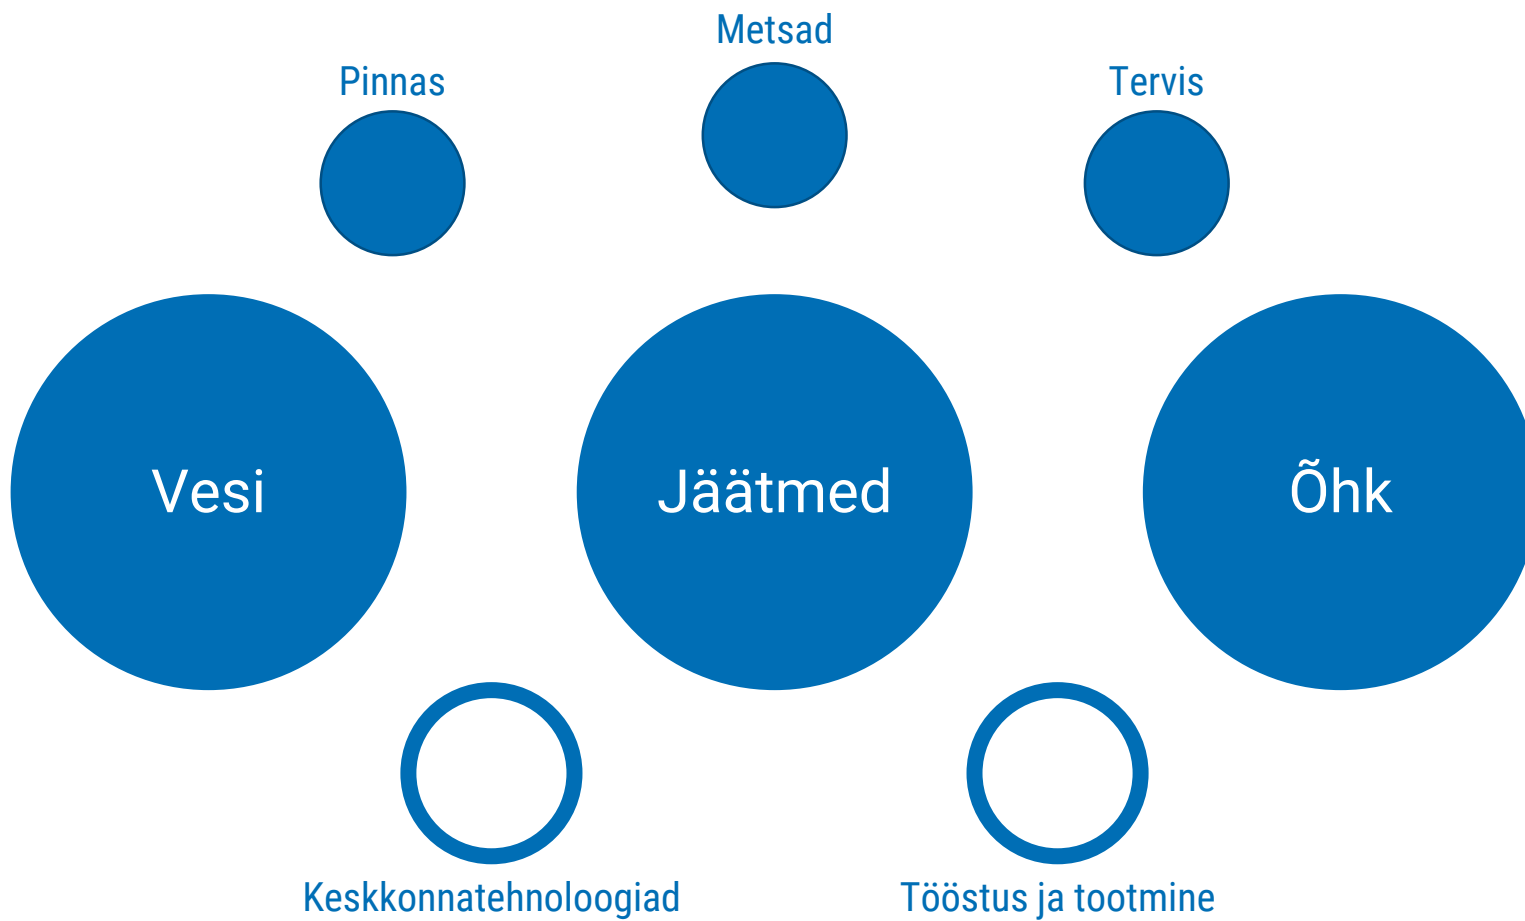 Metsad
Pinnas
Tervis
Vesi
Jäätmed
Õhk
Keskkonnatehnoloogiad
Tööstus ja tootmine